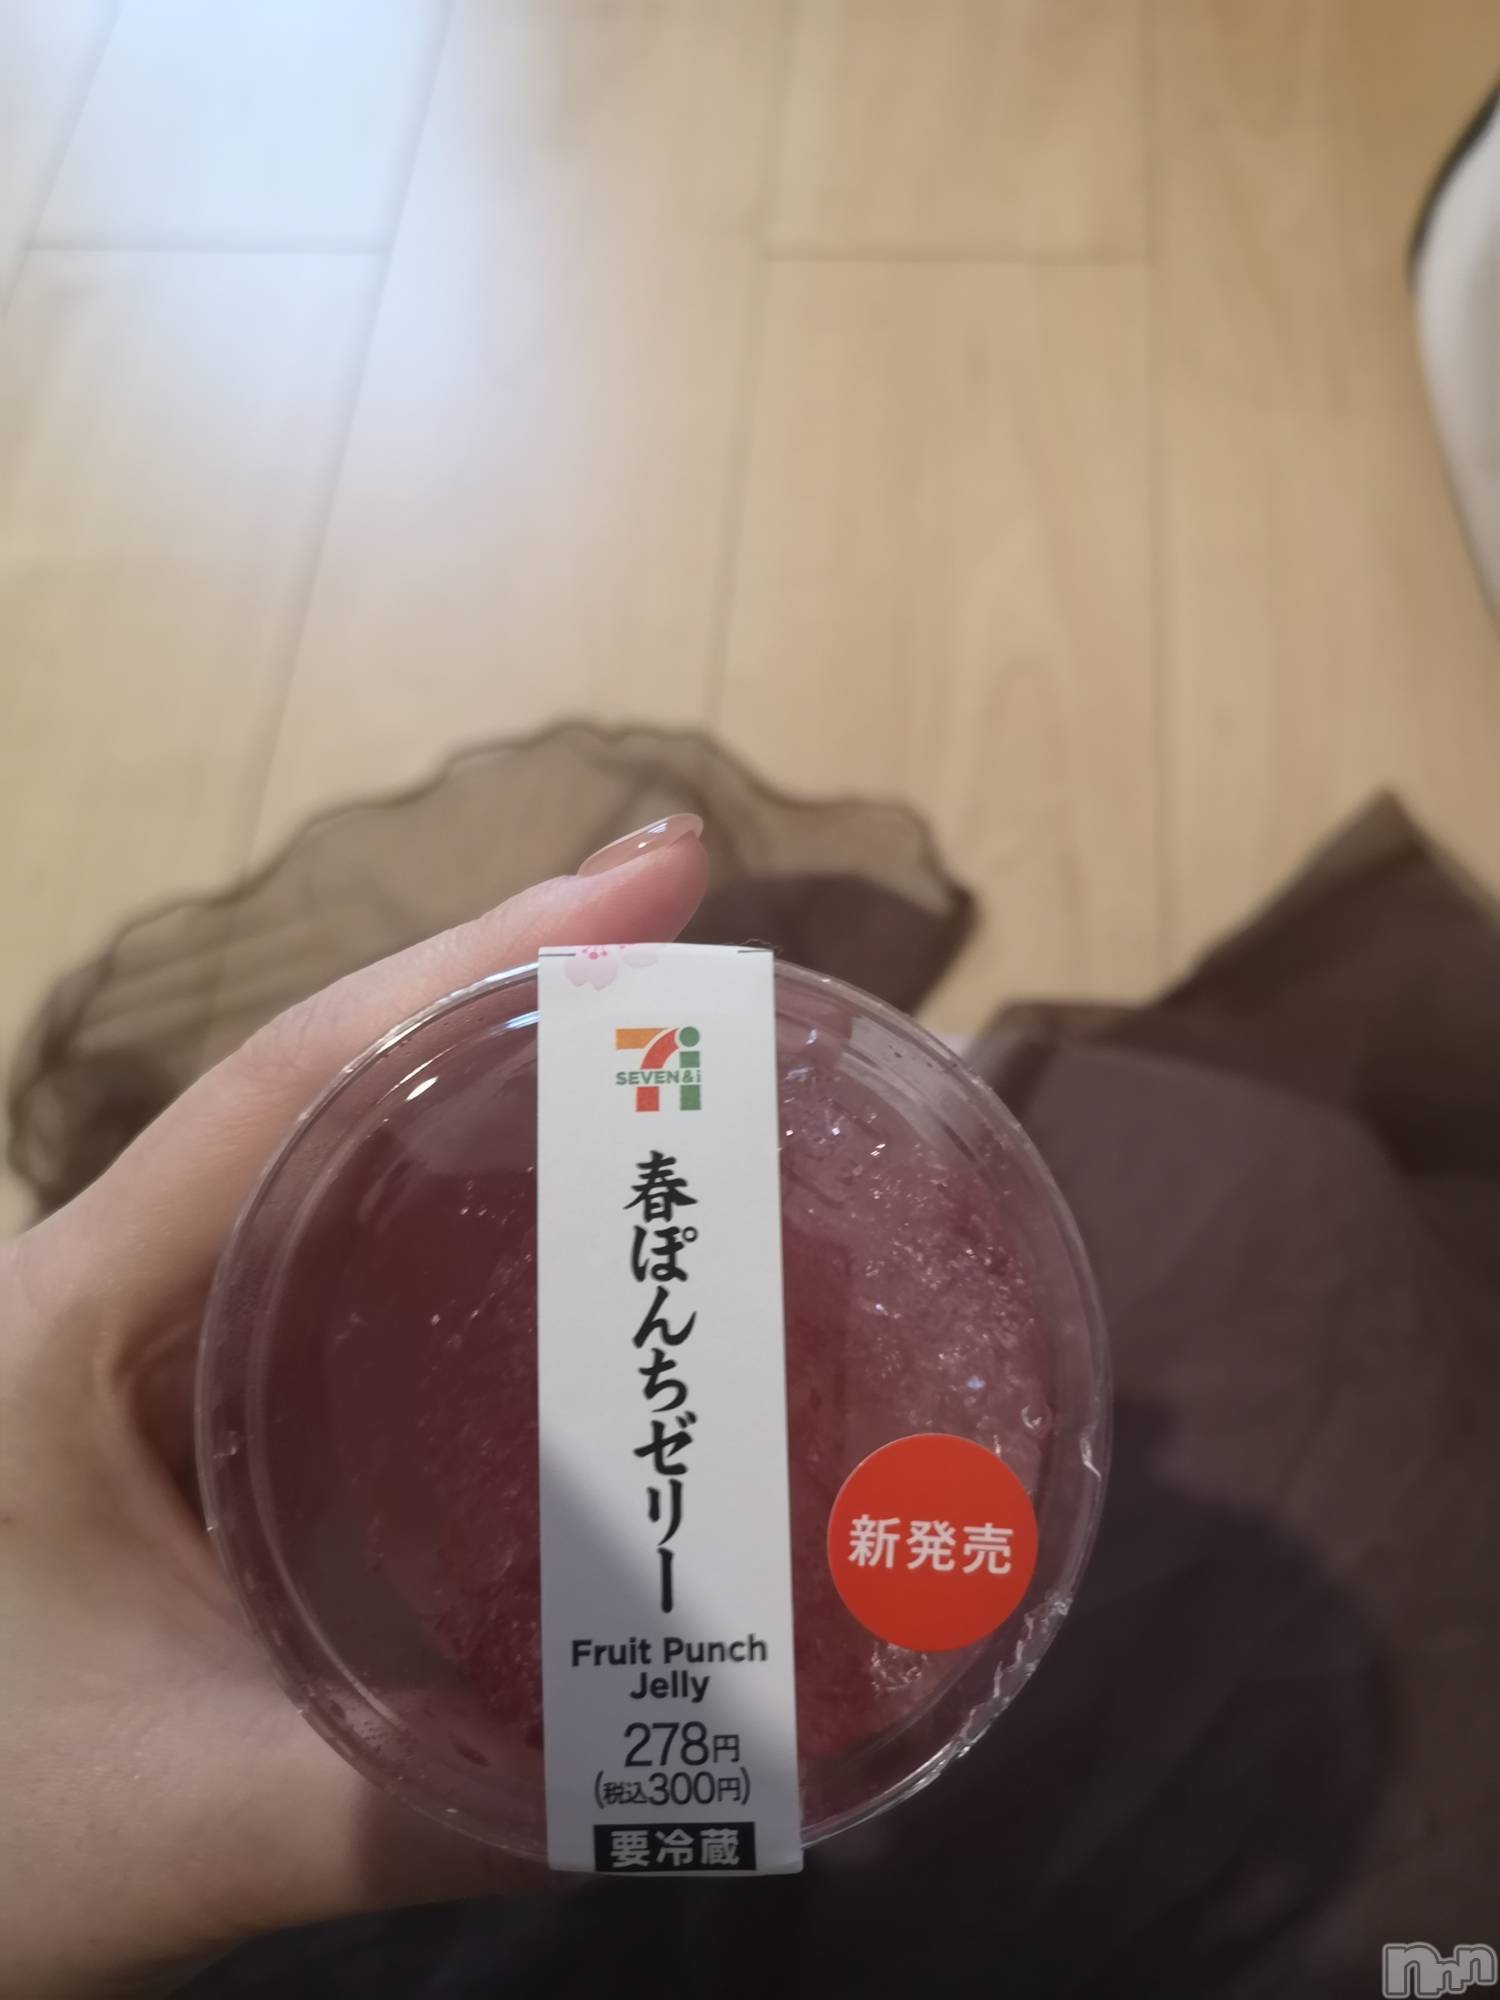 SEVEN&i
春ぽんちゼリー
Fruit Punch
Jelly
278円
(税込300円)
要冷蔵
新発売
nnn